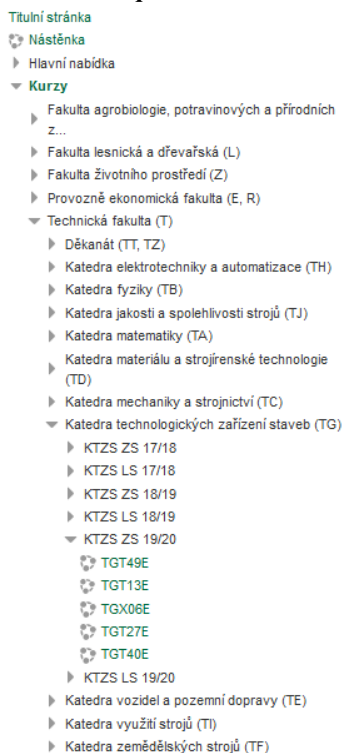 Titulní stránka
Nástěnka
Hlavní nabídka
Kurzy
Fakulta agrobiologie, potravinových a přírodních
z...
Fakulta lesnická a dřevařská (L)
Fakulta životního prostředí (Z)
Provozně ekonomická fakulta (E, R)
Technická fakulta (T)
Děkanát (TT, TZ)
Katedra elektrotechniky a automatizace (TH)
Katedra fyziky (TB)
Katedra jakosti a spolehlivosti strojů (TJ)
Katedra matematiky (TA)
Katedra materiálu a strojírenské technologie
(TD)
Katedra mechaniky a strojnictví (TC)
Katedra technologických zařízení staveb (TG)
KTZS ZS 17/18
KTZS LS 17/18
KTZS ZS 18/19
KTZS LS 18/19
KTZS ZS 19/20
TGT49E
TGT13E
TGX06E
TGT27E
TGT40E
KTZS LS 19/20
Katedra vozidel a pozemní dopravy (TE)
Katedra využití strojů (TI)
Katedra zemědělských strojů (TF)